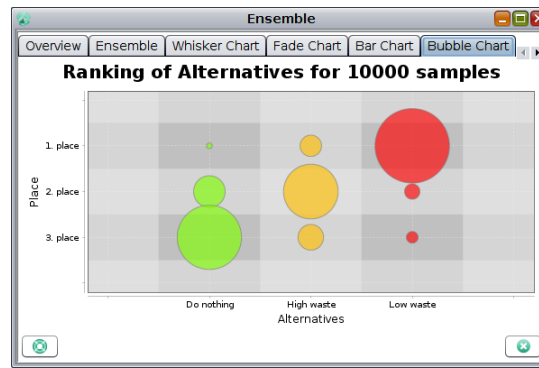 Ensemble
Overview Ensemble Whisker Chart Fade Chart Bar Chart Bubble Chart
Ranking of Alternatives for 10000 samples
Place
1. place
2. place
3. place
Do nothing High waste Low waste
Alternatives